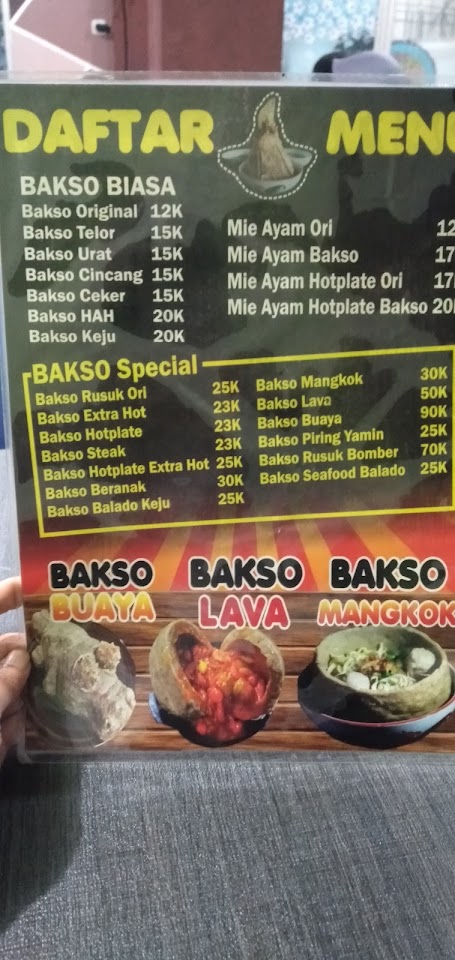 DAFTAR MENU
BAKSO BIASA
Bakso Original 12K
Bakso Telor 15K
Bakso Urat 15K
Bakso Cincang 15K
Bakso Ceker 15K
Bakso HAH 20K
Bakso Keju 20K
Mie Ayam Ori 12
Mie Ayam Bakso 17
Mie Ayam Hotplate Ori 17
Mie Ayam Hotplate Bakso 20
BAKSO Special
Bakso Rusuk Ori 25K
Bakso Extra Hot 23K
Bakso Hotplate 23K
Bakso Steak 23K
Bakso Hotplate Extra Hot 25K
Bakso Beranak 30K
Bakso Balado Keju 25K
Bakso Mangkok 30K
Bakso Lava 50K
Bakso Buaya 90K
Bakso Piring Yamin 25K
Bakso Rusuk Bomber 70K
Bakso Seafood Balado 25K
BAKSO BUAYA
BAKSO LAVA
BAKSO MANGKOK